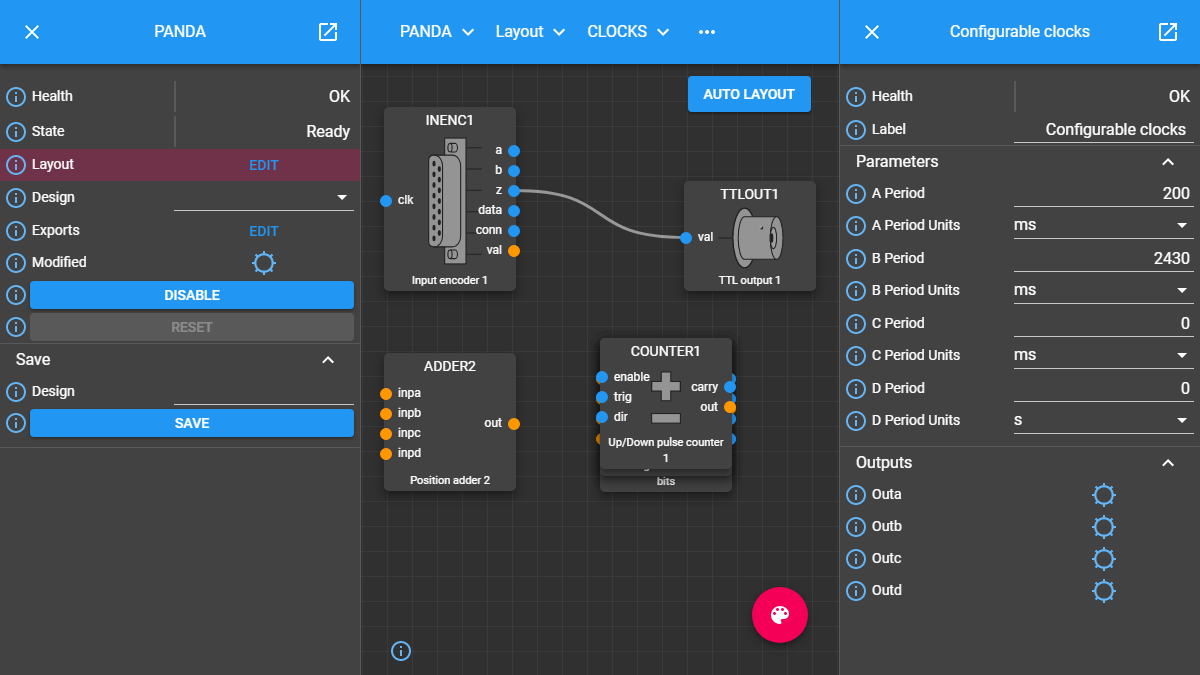 PANDA
Health
OK
State
Ready
Layout
EDIT
Design
Exports
EDIT
Modified
DISABLE
RESET
Save
Design
SAVE
PANDA
Layout
CLOCKS
AUTO LAYOUT
INENC1
clk
a
b
z
data
conn
val
Input encoder 1
TTLOUT1
val
TTL output 1
ADDER2
inpa
inpb
inpc
inpd
out
Position adder 2
COUNTER1
enable
trig
dir
carry
out
Up/Down pulse counter
1
bits
Configurable clocks
Health
OK
Label
Configurable clocks
Parameters
A Period
200
A Period Units
ms
B Period
2430
B Period Units
ms
C Period
0
C Period Units
ms
D Period
0
D Period Units
s
Outputs
Outa
Outb
Outc
Outd